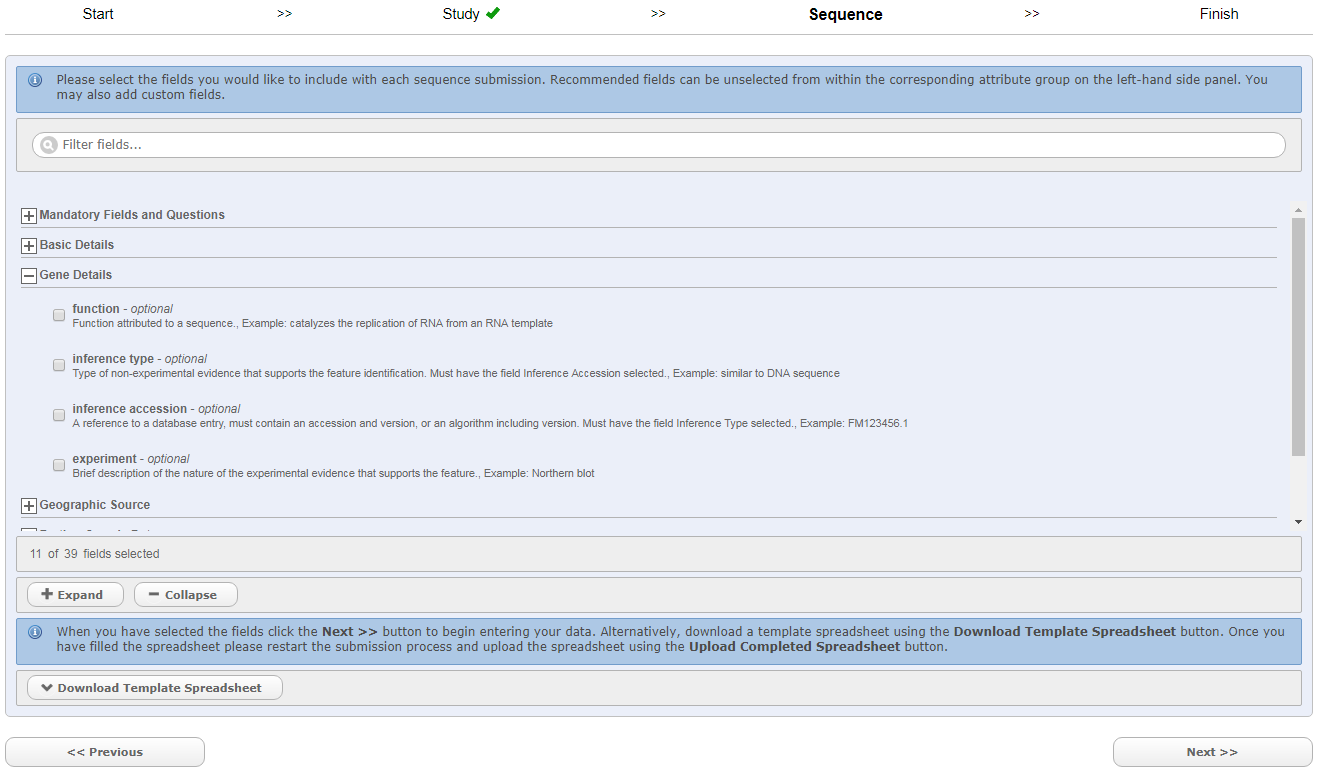 Start >> Study >> Sequence >> Finish
Please select the fields you would like to include with each sequence submission. Recommended fields can be unselected from within the corresponding attribute group on the left-hand side panel. You
may also add custom fields.
Filter fields...
Mandatory Fields and Questions
Basic Details
Gene Details
function - optional
Function attributed to a sequence., Example: catalyzes the replication of RNA from an RNA template
inference type - optional
Type of non-experimental evidence that supports the feature identification. Must have the field Inference Accession selected., Example: similar to DNA sequence
inference accession - optional
A reference to a database entry, must contain an accession and version, or an algorithm including version. Must have the field Inference Type selected., Example: FM123456.1
experiment - optional
Brief description of the nature of the experimental evidence that supports the feature., Example: Northern blot
Geographic Source
11 of 39 fields selected
Expand Collapse
When you have selected the fields click the Next >> button to begin entering your data. Alternatively, download a template spreadsheet using the Download Template Spreadsheet button. Once you
have filled the spreadsheet please restart the submission process and upload the spreadsheet using the Upload Completed Spreadsheet button.
Download Template Spreadsheet
<< Previous Next >>